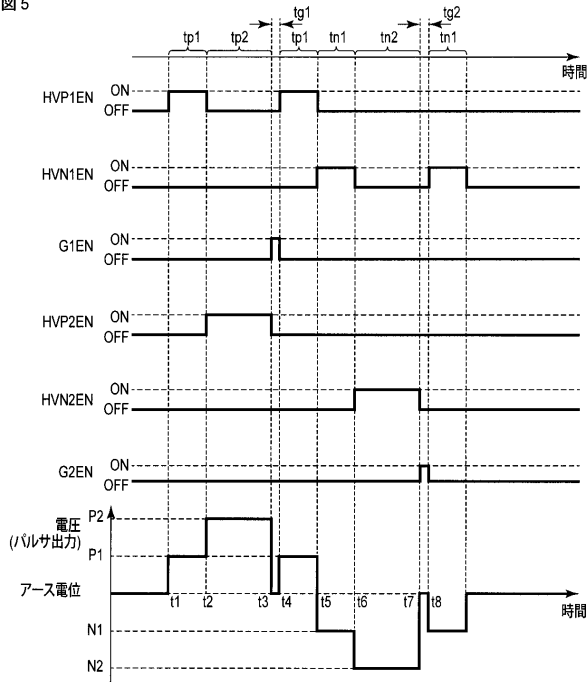 図5
tg1
tg2
tp1 tp2 tp1 tn1 tn2 tn1
時間
HVP1EN ON
OFF
HVN1EN ON
OFF
G1EN ON
OFF
HVP2EN ON
OFF
HVN2EN ON
OFF
G2EN ON
OFF
電圧
(パルサ出力)
P2
P1
アース電位
t1 t2 t3 t4 t5 t6 t7 t8
時間
N1
N2